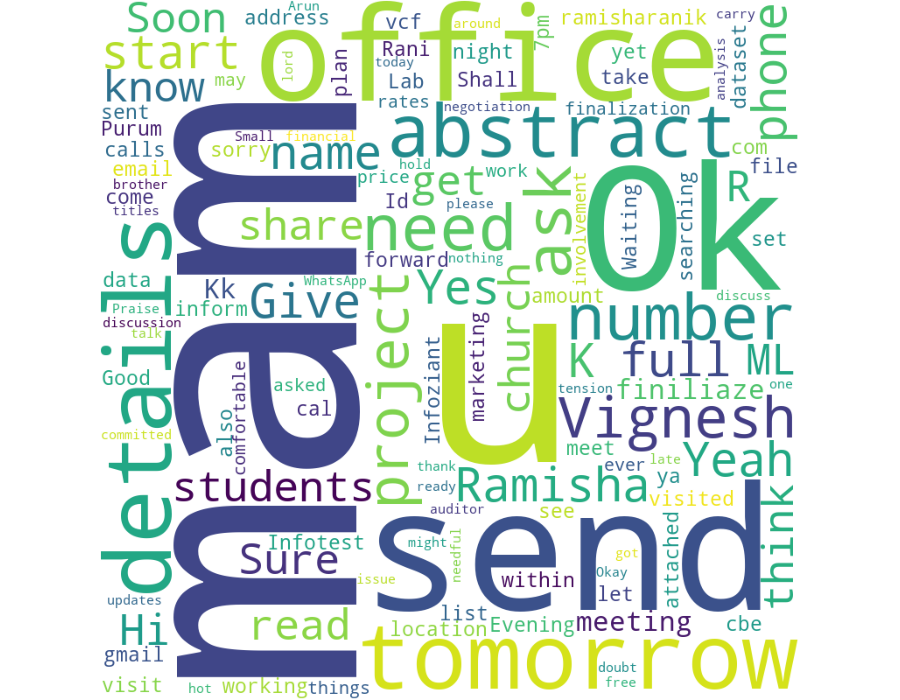 Soon
address
Arun
office
vcf
around
7pm
ramisharanik
carry
phone
start
may
lord
today
plan
Rani
night
Shall
yet
take
analysis
dataset
know
Lab
rates
negotiation
finalization
sent
Purum
calls
email
brother
come
titles
mam
Small
financial
sorry
name
abstract
com
file
hold
price
get
work
please
Id
ask
involvement
Ok
Waiting
searching
R
set
share
need
forward
nothing
details
data
Praise
discussion
talk
Kk
inform
Give
WhatsApp
Yes
church
amount
discuss
number
project
u
marketing
Infoziant
K
full
ML
Good
asked
cal
comfortable
also
committed
tension
finiliaze
one
Vignesh
meet
students
thank
ready
Ramisha
ever
late
ya
Yeah
visited
auditor
see
send
think
attached
Infotest
Sure
might
needful
issue
within
got
Okay
let
updates
Hi
gmail
read
list
location
Evening
meeting
cbe
tomorrow
visit
hot
working
things
doubt
free